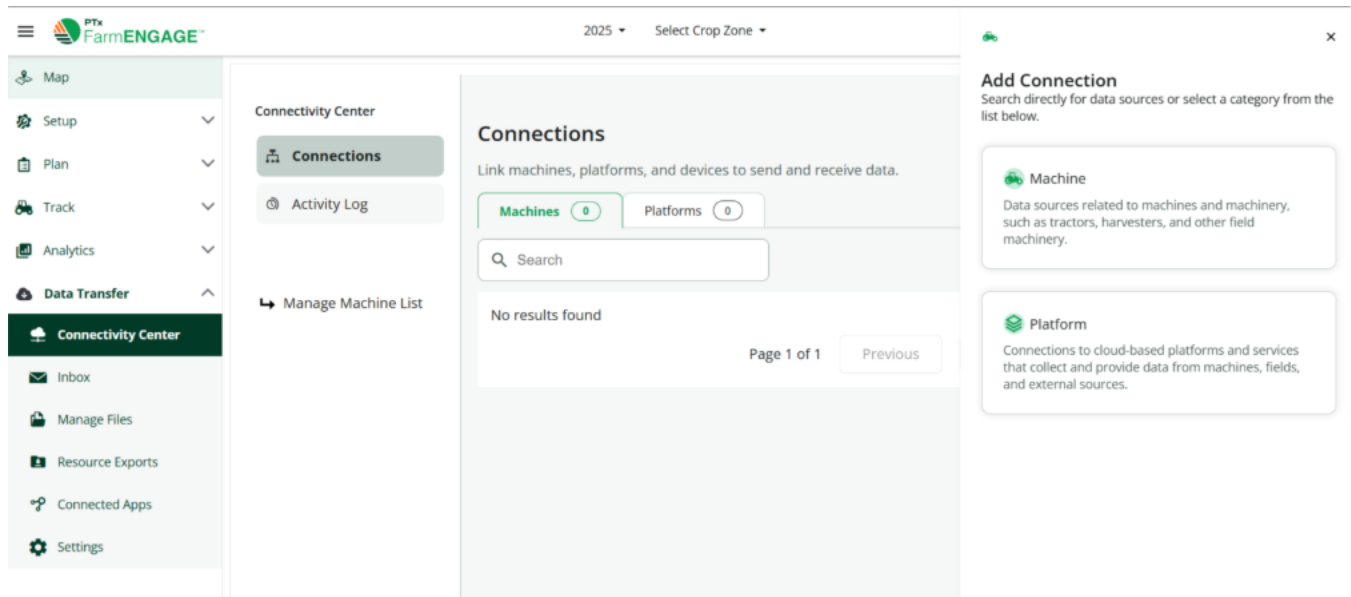 PTx
FarmENGAGE™
2025
Select Crop Zone
Map
Setup
Plan
Track
Analytics
Data Transfer
Connectivity Center
Inbox
Manage Files
Resource Exports
Connected Apps
Settings
Connectivity Center
Connections
Activity Log
Manage Machine List
Connections
Link machines, platforms, and devices to send and receive data.
Machines 0
Platforms 0
Search
No results found
Page 1 of 1
Previous
Add Connection
Search directly for data sources or select a category from the
list below.
Machine
Data sources related to machines and machinery,
such as tractors, harvesters, and other field
machinery.
Platform
Connections to cloud-based platforms and services
that collect and provide data from machines, fields,
and external sources.